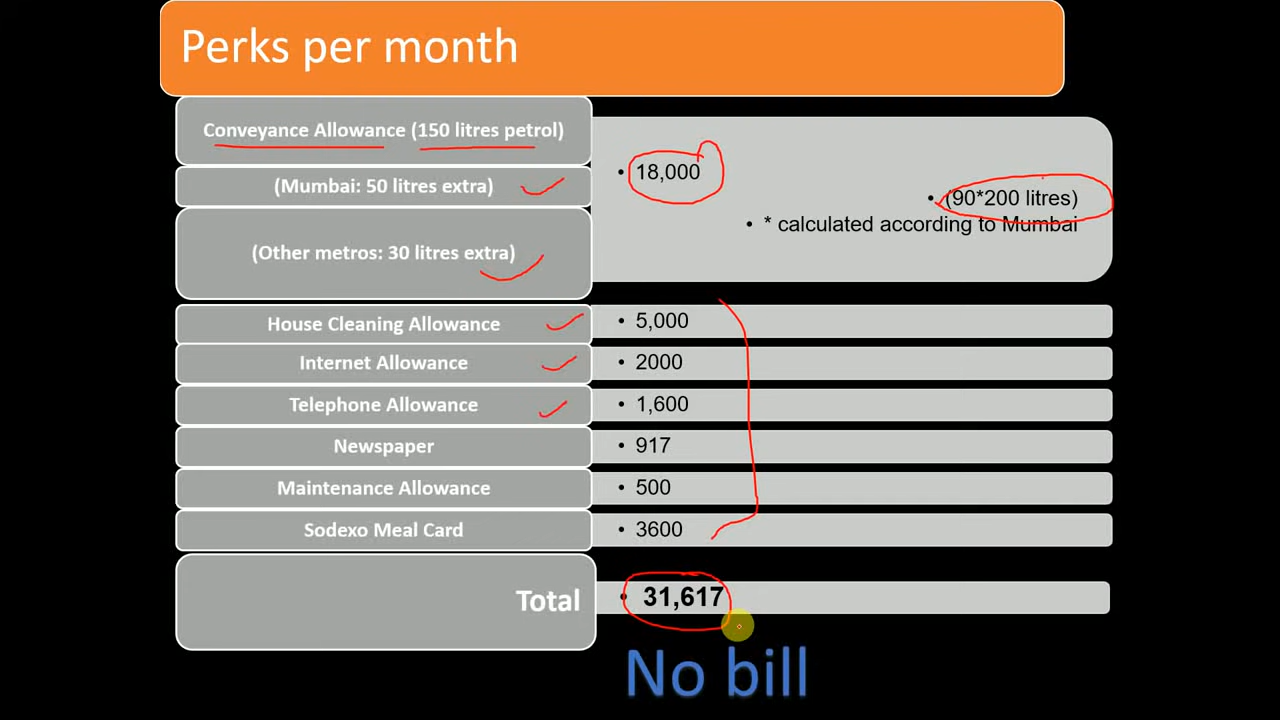 Perks per month
Conveyance Allowance (150 litres petrol)
(Mumbai: 50 litres extra)
(Other metros: 30 litres extra)
• 18,000
• (90*200 litres)
• * calculated according to Mumbai
House Cleaning Allowance • 5,000
Internet Allowance • 2000
Telephone Allowance • 1,600
Newspaper • 917
Maintenance Allowance • 500
Sodexo Meal Card • 3600
Total • 31,617
No bill